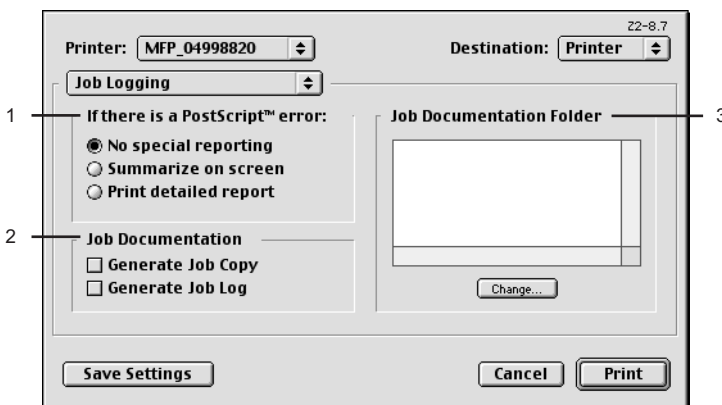 Z2-8.7
Printer: MFP_04998820 Destination: Printer
Job Logging
1 If there is a PostScript™ error:
No special reporting
Summarize on screen
Print detailed report
2 Job Documentation
Generate Job Copy
Generate Job Log
Job Documentation Folder 3
Change...
Save Settings Cancel Print